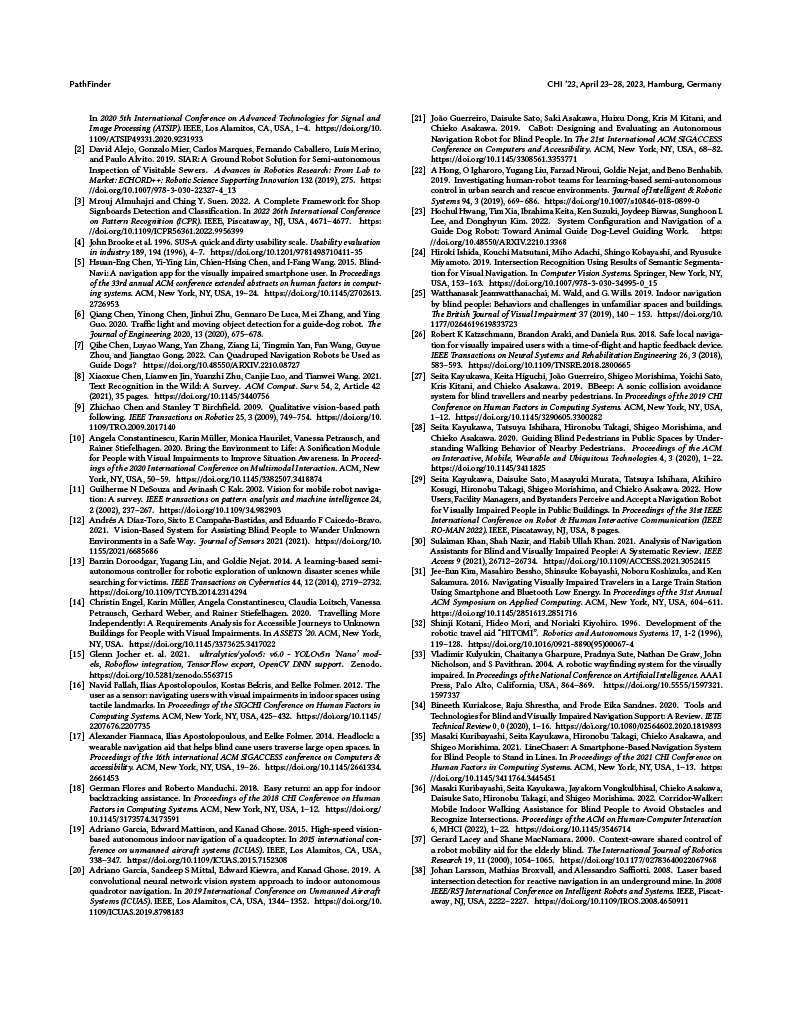 PathFinder
CHI '23, April 23–28, 2023, Hamburg, Germany
In 2020 5th International Conference on Advanced Technologies for Signal and
Image Processing (ATSIP). IEEE, Los Alamitos, CA, USA, 1–4. https://doi.org/10.
1109/ATSIP49331.2020.9231933
[2] David Alejo, Gonzalo Mier, Carlos Marques, Fernando Caballero, Luís Merino,
and Paulo Alvito. 2019. SIAR: A Ground Robot Solution for Semi-autonomous
Inspection of Visitable Sewers. Advances in Robotics Research: From Lab to
Market: ECHORD++: Robotic Science Supporting Innovation 132 (2019), 275. https:
//doi.org/10.1007/978-3-030-22327-4_13
[3] Mrouj Almuhajri and Ching Y. Suen. 2022. A Complete Framework for Shop
Signboards Detection and Classification. In 2022 26th International Conference
on Pattern Recognition (ICPR). IEEE, Piscataway, NJ, USA, 4671–4677. https:
//doi.org/10.1109/ICPR56361.2022.9956399
[4] John Brooke et al. 1996. SUS-A quick and dirty usability scale. Usability evaluation
in industry 189, 194 (1996), 4–7. https://doi.org/10.1201/9781498710411-35
[5] Hsuan-Eng Chen, Yi-Ying Lin, Chien-Hsing Chen, and I-Fang Wang. 2015. Blind-
Navi: A navigation app for the visually impaired smartphone user. In Proceedings
of the 33rd annual ACM conference extended abstracts on human factors in comput-
ing systems. ACM, New York, NY, USA, 19–24. https://doi.org/10.1145/2702613.
2726953
[6] Qiang Chen, Yinong Chen, Jinhui Zhu, Gennaro De Luca, Mei Zhang, and Ying
Guo. 2020. Traffic light and moving object detection for a guide-dog robot. The
Journal of Engineering 2020, 13 (2020), 675–678.
[7] Qihe Chen, Luyao Wang, Yan Zhang, Ziang Li, Tingmin Yan, Fan Wang, Guyue
Zhou, and Jiangtao Gong. 2022. Can Quadruped Navigation Robots be Used as
Guide Dogs? https://doi.org/10.48550/ARXIV.2210.08727
[8] Xiaoxue Chen, Lianwen Jin, Yuanzhi Zhu, Canjie Luo, and Tianwei Wang. 2021.
Text Recognition in the Wild: A Survey. ACM Comput. Surv. 54, 2, Article 42
(2021), 35 pages. https://doi.org/10.1145/3440756
[9] Zhichao Chen and Stanley T Birchfield. 2009. Qualitative vision-based path
following. IEEE Transactions on Robotics 25, 3 (2009), 749–754. https://doi.org/10.
1109/TRO.2009.2017140
[10] Angela Constantinescu, Karin Müller, Monica Haurilet, Vanessa Petrausch, and
Rainer Stiefelhagen. 2020. Bring the Environment to Life: A Sonification Module
for People with Visual Impairments to Improve Situation Awareness. In Proceed-
ings of the 2020 International Conference on Multimodal Interaction. ACM, New
York, NY, USA, 50–59. https://doi.org/10.1145/3382507.3418874
[11] Guilherme N DeSouza and Avinash C Kak. 2002. Vision for mobile robot naviga-
tion: A survey. IEEE transactions on pattern analysis and machine intelligence 24,
2 (2002), 237–267. https://doi.org/10.1109/34.982903
[12] Andrés A Díaz-Toro, Sixto E Campaña-Bastidas, and Eduardo F Caicedo-Bravo.
2021. Vision-Based System for Assisting Blind People to Wander Unknown
Environments in a Safe Way. Journal of Sensors 2021 (2021). https://doi.org/10.
1155/2021/6685686
[13] Barzin Doroodgar, Yugang Liu, and Goldie Nejat. 2014. A learning-based semi-
autonomous controller for robotic exploration of unknown disaster scenes while
searching for victims. IEEE Transactions on Cybernetics 44, 12 (2014), 2719–2732.
https://doi.org/10.1109/TCYB.2014.2314294
[14] Christin Engel, Karin Müller, Angela Constantinescu, Claudia Loitsch, Vanessa
Petrausch, Gerhard Weber, and Rainer Stiefelhagen. 2020. Travelling More
Independently: A Requirements Analysis for Accessible Journeys to Unknown
Buildings for People with Visual Impairments. In ASSETS '20. ACM, New York,
NY, USA. https://doi.org/10.1145/3373625.3417022
[15] Glenn Jocher et. al. 2021. ultralytics/yolov5: v6.0 - YOLOv5n 'Nano' mod-
els, Roboflow integration, TensorFlow export, OpenCV DNN support. Zenodo.
https://doi.org/10.5281/zenodo.5563715
[16] Navid Fallah, Ilias Apostolopoulos, Kostas Bekris, and Eelke Folmer. 2012. The
user as a sensor: navigating users with visual impairments in indoor spaces using
tactile landmarks. In Proceedings of the SIGCHI Conference on Human Factors in
Computing Systems. ACM, New York, NY, USA, 425–432. https://doi.org/10.1145/
2207676.2207735
[17] Alexander Fiannaca, Ilias Apostolopoulous, and Eelke Folmer. 2014. Headlock: a
wearable navigation aid that helps blind cane users traverse large open spaces. In
Proceedings of the 16th international ACM SIGACCESS conference on Computers &
accessibility. ACM, New York, NY, USA, 19–26. https://doi.org/10.1145/2661334.
2661453
[18] German Flores and Roberto Manduchi. 2018. Easy return: an app for indoor
backtracking assistance. In Proceedings of the 2018 CHI Conference on Human
Factors in Computing Systems. ACM, New York, NY, USA, 1–12. https://doi.org/
10.1145/3173574.3173591
[19] Adriano Garcia, Edward Mattison, and Kanad Ghose. 2015. High-speed vision-
based autonomous indoor navigation of a quadcopter. In 2015 international con-
ference on unmanned aircraft systems (ICUAS). IEEE, Los Alamitos, CA, USA,
338–347. https://doi.org/10.1109/ICUAS.2015.7152308
[20] Adriano Garcia, Sandeep S Mittal, Edward Kiewra, and Kanad Ghose. 2019. A
convolutional neural network vision system approach to indoor autonomous
quadrotor navigation. In 2019 International Conference on Unmanned Aircraft
Systems (ICUAS). IEEE, Los Alamitos, CA, USA, 1344–1352. https://doi.org/10.
1109/ICUAS.2019.8798183
[21] João Guerreiro, Daisuke Sato, Saki Asakawa, Huixu Dong, Kris M Kitani, and
Chieko Asakawa. 2019. CaBot: Designing and Evaluating an Autonomous
Navigation Robot for Blind People. In The 21st International ACM SIGACCESS
Conference on Computers and Accessibility. ACM, New York, NY, USA, 68–82.
https://doi.org/10.1145/3308561.3353771
[22] A Hong, O Igharoro, Yugang Liu, Farzad Niroui, Goldie Nejat, and Beno Benhabib.
2019. Investigating human-robot teams for learning-based semi-autonomous
control in urban search and rescue environments. Journal of Intelligent & Robotic
Systems 94, 3 (2019), 669–686. https://doi.org/10.1007/s10846-018-0899-0
[23] Hochul Hwang, Tim Xia, Ibrahima Keita, Ken Suzuki, Joydeep Biswas, Sunghoon I.
Lee, and Donghyun Kim. 2022. System Configuration and Navigation of a
Guide Dog Robot: Toward Animal Guide Dog-Level Guiding Work. https:
//doi.org/10.48550/ARXIV.2210.13368
[24] Hiroki Ishida, Kouchi Matsutani, Miho Adachi, Shingo Kobayashi, and Ryusuke
Miyamoto. 2019. Intersection Recognition Using Results of Semantic Segmenta-
tion for Visual Navigation. In Computer Vision Systems. Springer, New York, NY,
USA, 153–163. https://doi.org/10.1007/978-3-030-34995-0_15
[25] Watthanasak Jeamwatthanachai, M. Wald, and G. Wills. 2019. Indoor navigation
by blind people: Behaviors and challenges in unfamiliar spaces and buildings.
The British Journal of Visual Impairment 37 (2019), 140 – 153. https://doi.org/10.
1177/0264619619833723
[26] Robert K Katzschmann, Brandon Araki, and Daniela Rus. 2018. Safe local naviga-
tion for visually impaired users with a time-of-flight and haptic feedback device.
IEEE Transactions on Neural Systems and Rehabilitation Engineering 26, 3 (2018),
583–593. https://doi.org/10.1109/TNSRE.2018.2800665
[27] Seita Kayukawa, Keita Higuchi, João Guerreiro, Shigeo Morishima, Yoichi Sato,
Kris Kitani, and Chieko Asakawa. 2019. BBeep: A sonic collision avoidance
system for blind travellers and nearby pedestrians. In Proceedings of the 2019 CHI
Conference on Human Factors in Computing Systems. ACM, New York, NY, USA,
1–12. https://doi.org/10.1145/3290605.3300282
[28] Seita Kayukawa, Tatsuya Ishihara, Hironobu Takagi, Shigeo Morishima, and
Chieko Asakawa. 2020. Guiding Blind Pedestrians in Public Spaces by Under-
standing Walking Behavior of Nearby Pedestrians. Proceedings of the ACM
on Interactive, Mobile, Wearable and Ubiquitous Technologies 4, 3 (2020), 1–22.
https://doi.org/10.1145/3411825
[29] Seita Kayukawa, Daisuke Sato, Masayuki Murata, Tatsuya Ishihara, Akihiro
Kosugi, Hironobu Takagi, Shigeo Morishima, and Chieko Asakawa. 2022. How
Users, Facility Managers, and Bystanders Perceive and Accept a Navigation Robot
for Visually Impaired People in Public Buildings. In Proceedings of the 31st IEEE
International Conference on Robot & Human Interactive Communication (IEEE
RO-MAN 2022). IEEE, Piscataway, NJ, USA, 8 pages.
[30] Sulaiman Khan, Shah Nazir, and Habib Ullah Khan. 2021. Analysis of Navigation
Assistants for Blind and Visually Impaired People: A Systematic Review. IEEE
Access 9 (2021), 26712–26734. https://doi.org/10.1109/ACCESS.2021.3052415
[31] Jee-Eun Kim, Masahiro Bessho, Shinsuke Kobayashi, Noboru Koshizuka, and Ken
Sakamura. 2016. Navigating Visually Impaired Travelers in a Large Train Station
Using Smartphone and Bluetooth Low Energy. In Proceedings of the 31st Annual
ACM Symposium on Applied Computing. ACM, New York, NY, USA, 604–611.
https://doi.org/10.1145/2851613.2851716
[32] Shinji Kotani, Hideo Mori, and Noriaki Kiyohiro. 1996. Development of the
robotic travel aid "HITOMI". Robotics and Autonomous Systems 17, 1-2 (1996),
119–128. https://doi.org/10.1016/0921-8890(95)00067-4
[33] Vladimir Kulyukin, Chaitanya Gharpure, Pradnya Sute, Nathan De Graw, John
Nicholson, and S Pavithran. 2004. A robotic wayfinding system for the visually
impaired. In Proceedings of the National Conference on Artificial Intelligence. AAAI
Press, Palo Alto, California, USA, 864–869. https://doi.org/10.5555/1597321.
1597337
[34] Bineeth Kuriakose, Raju Shrestha, and Frode Eika Sandnes. 2020. Tools and
Technologies for Blind and Visually Impaired Navigation Support: A Review. IETE
Technical Review 0, 0 (2020), 1–16. https://doi.org/10.1080/02564602.2020.1819893
[35] Masaki Kuribayashi, Seita Kayukawa, Hironobu Takagi, Chieko Asakawa, and
Shigeo Morishima. 2021. LineChaser: A Smartphone-Based Navigation System
for Blind People to Stand in Lines. In Proceedings of the 2021 CHI Conference on
Human Factors in Computing Systems. ACM, New York, NY, USA, 1–13. https:
//doi.org/10.1145/3411764.3445451
[36] Masaki Kuribayashi, Seita Kayukawa, Jayakorn Vongkulbhisal, Chieko Asakawa,
Daisuke Sato, Hironobu Takagi, and Shigeo Morishima. 2022. Corridor-Walker:
Mobile Indoor Walking Assistance for Blind People to Avoid Obstacles and
Recognize Intersections. Proceedings of the ACM on Human-Computer Interaction
6, MHCI (2022), 1–22. https://doi.org/10.1145/3546714
[37] Gerard Lacey and Shane MacNamara. 2000. Context-aware shared control of
a robot mobility aid for the elderly blind. The International Journal of Robotics
Research 19, 11 (2000), 1054–1065. https://doi.org/10.1177/02783640022067968
[38] Johan Larsson, Mathias Broxvall, and Alessandro Saffiotti. 2008. Laser based
intersection detection for reactive navigation in an underground mine. In 2008
IEEE/RSJ International Conference on Intelligent Robots and Systems. IEEE, Piscat-
away, NJ, USA, 2222–2227. https://doi.org/10.1109/IROS.2008.4650911